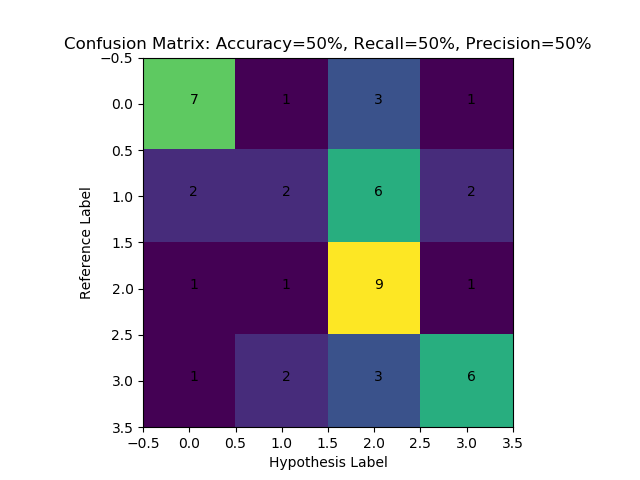 Confusion Matrix: Accuracy=50%, Recall=50%, Precision=50%
−0.5
0.0
0.5
1.0
1.5
2.0
2.5
3.0
3.5
Reference Label
7 1 3 1
2 2 6 2
1 1 9 1
1 2 3 6
−0.5 0.0 0.5 1.0 1.5 2.0 2.5 3.0 3.5
Hypothesis Label